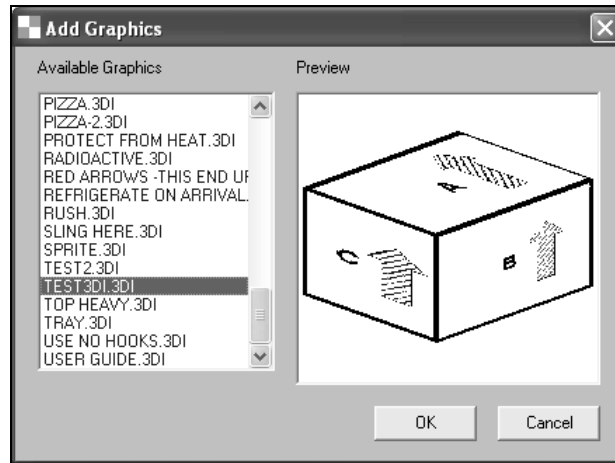 Add Graphics
Available Graphics
Preview
PIZZA.3DI
PIZZA-2.3DI
PROTECT FROM HEAT.3DI
RADIOACTIVE.3DI
RED ARROWS -THIS END UF
REFRIGERATE ON ARRIVAL.
RUSH.3DI
SLING HERE.3DI
SPRITE.3DI
TEST2.3DI
TEST3DI.3DI
TOP HEAVY.3DI
TRAY.3DI
USE NO HOOKS.3DI
USER GUIDE.3DI
A
C
B
OK
Cancel